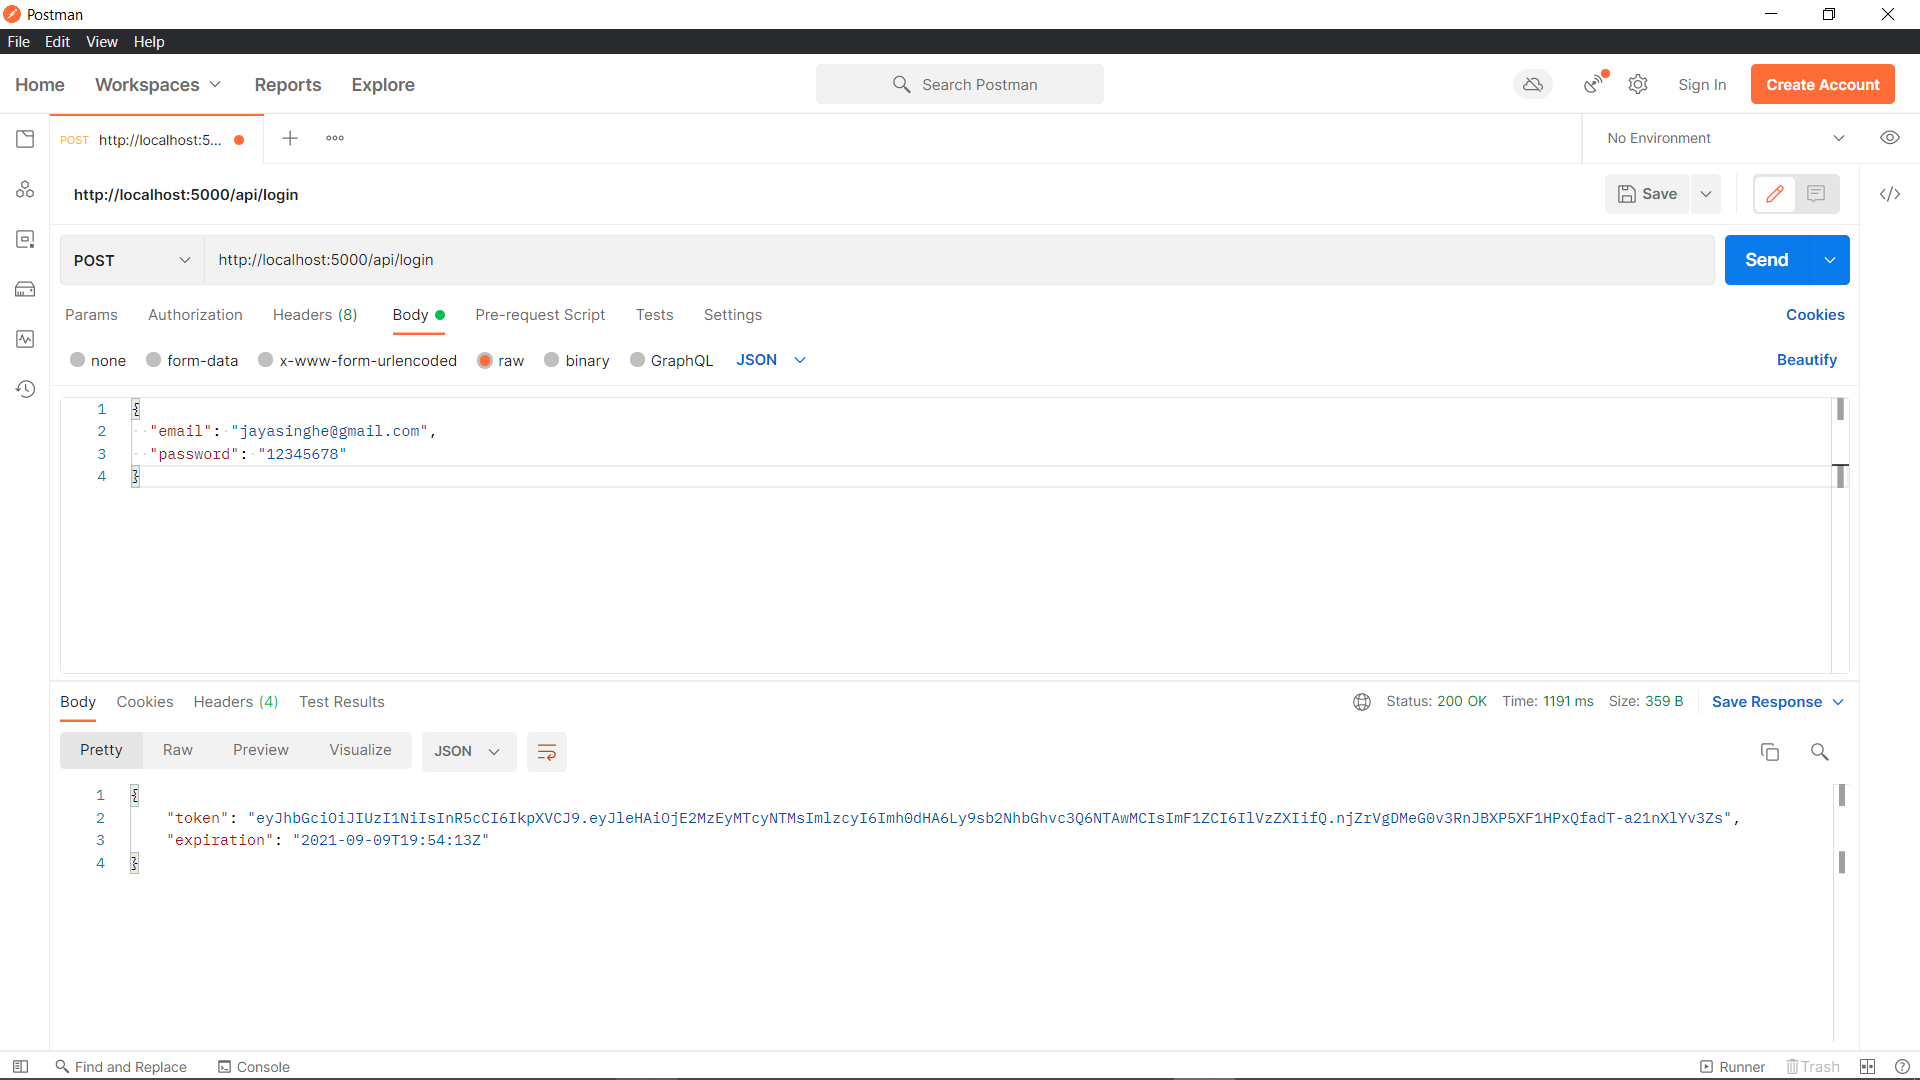 Postman
File Edit View Help
Home Workspaces Reports Explore Search Postman Sign In Create Account
POST http://localhost:5... No Environment
http://localhost:5000/api/login Save
POST http://localhost:5000/api/login Send
Params Authorization Headers (8) Body Pre-request Script Tests Settings Cookies
none form-data x-www-form-urlencoded raw binary GraphQL JSON Beautify
1 {
2 "email": "jayasinghe@gmail.com",
3 "password": "12345678"
4 }
Body Cookies Headers (4) Test Results Status: 200 OK Time: 1191 ms Size: 359 B Save Response
Pretty Raw Preview Visualize JSON
1 {
2 "token": "eyJhbGciOiJIUzI1NiIsInR5cCI6IkpXVCJ9.eyJleHAiOjE2MzEyMTcyNTMsImlzcyI6Imh0dHA6Ly9sb2NhbGhvc3Q6NTAwMCIsImF1ZCI6IlVzZXIifQ.njZrVgDMeG0v3RnJBXP5XF1HPxQfadT-a21nXlYv3Zs",
3 "expiration": "2021-09-09T19:54:13Z"
4 }
Find and Replace Console Runner Trash